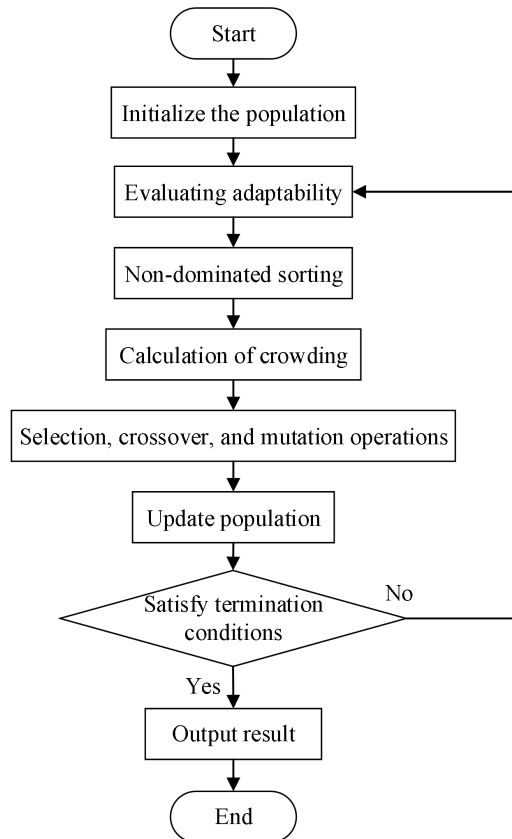 Start
Initialize the population
Evaluating adaptability
Non-dominated sorting
Calculation of crowding
Selection, crossover, and mutation operations
Update population
Satisfy termination
conditions
No
Yes
Output result
End